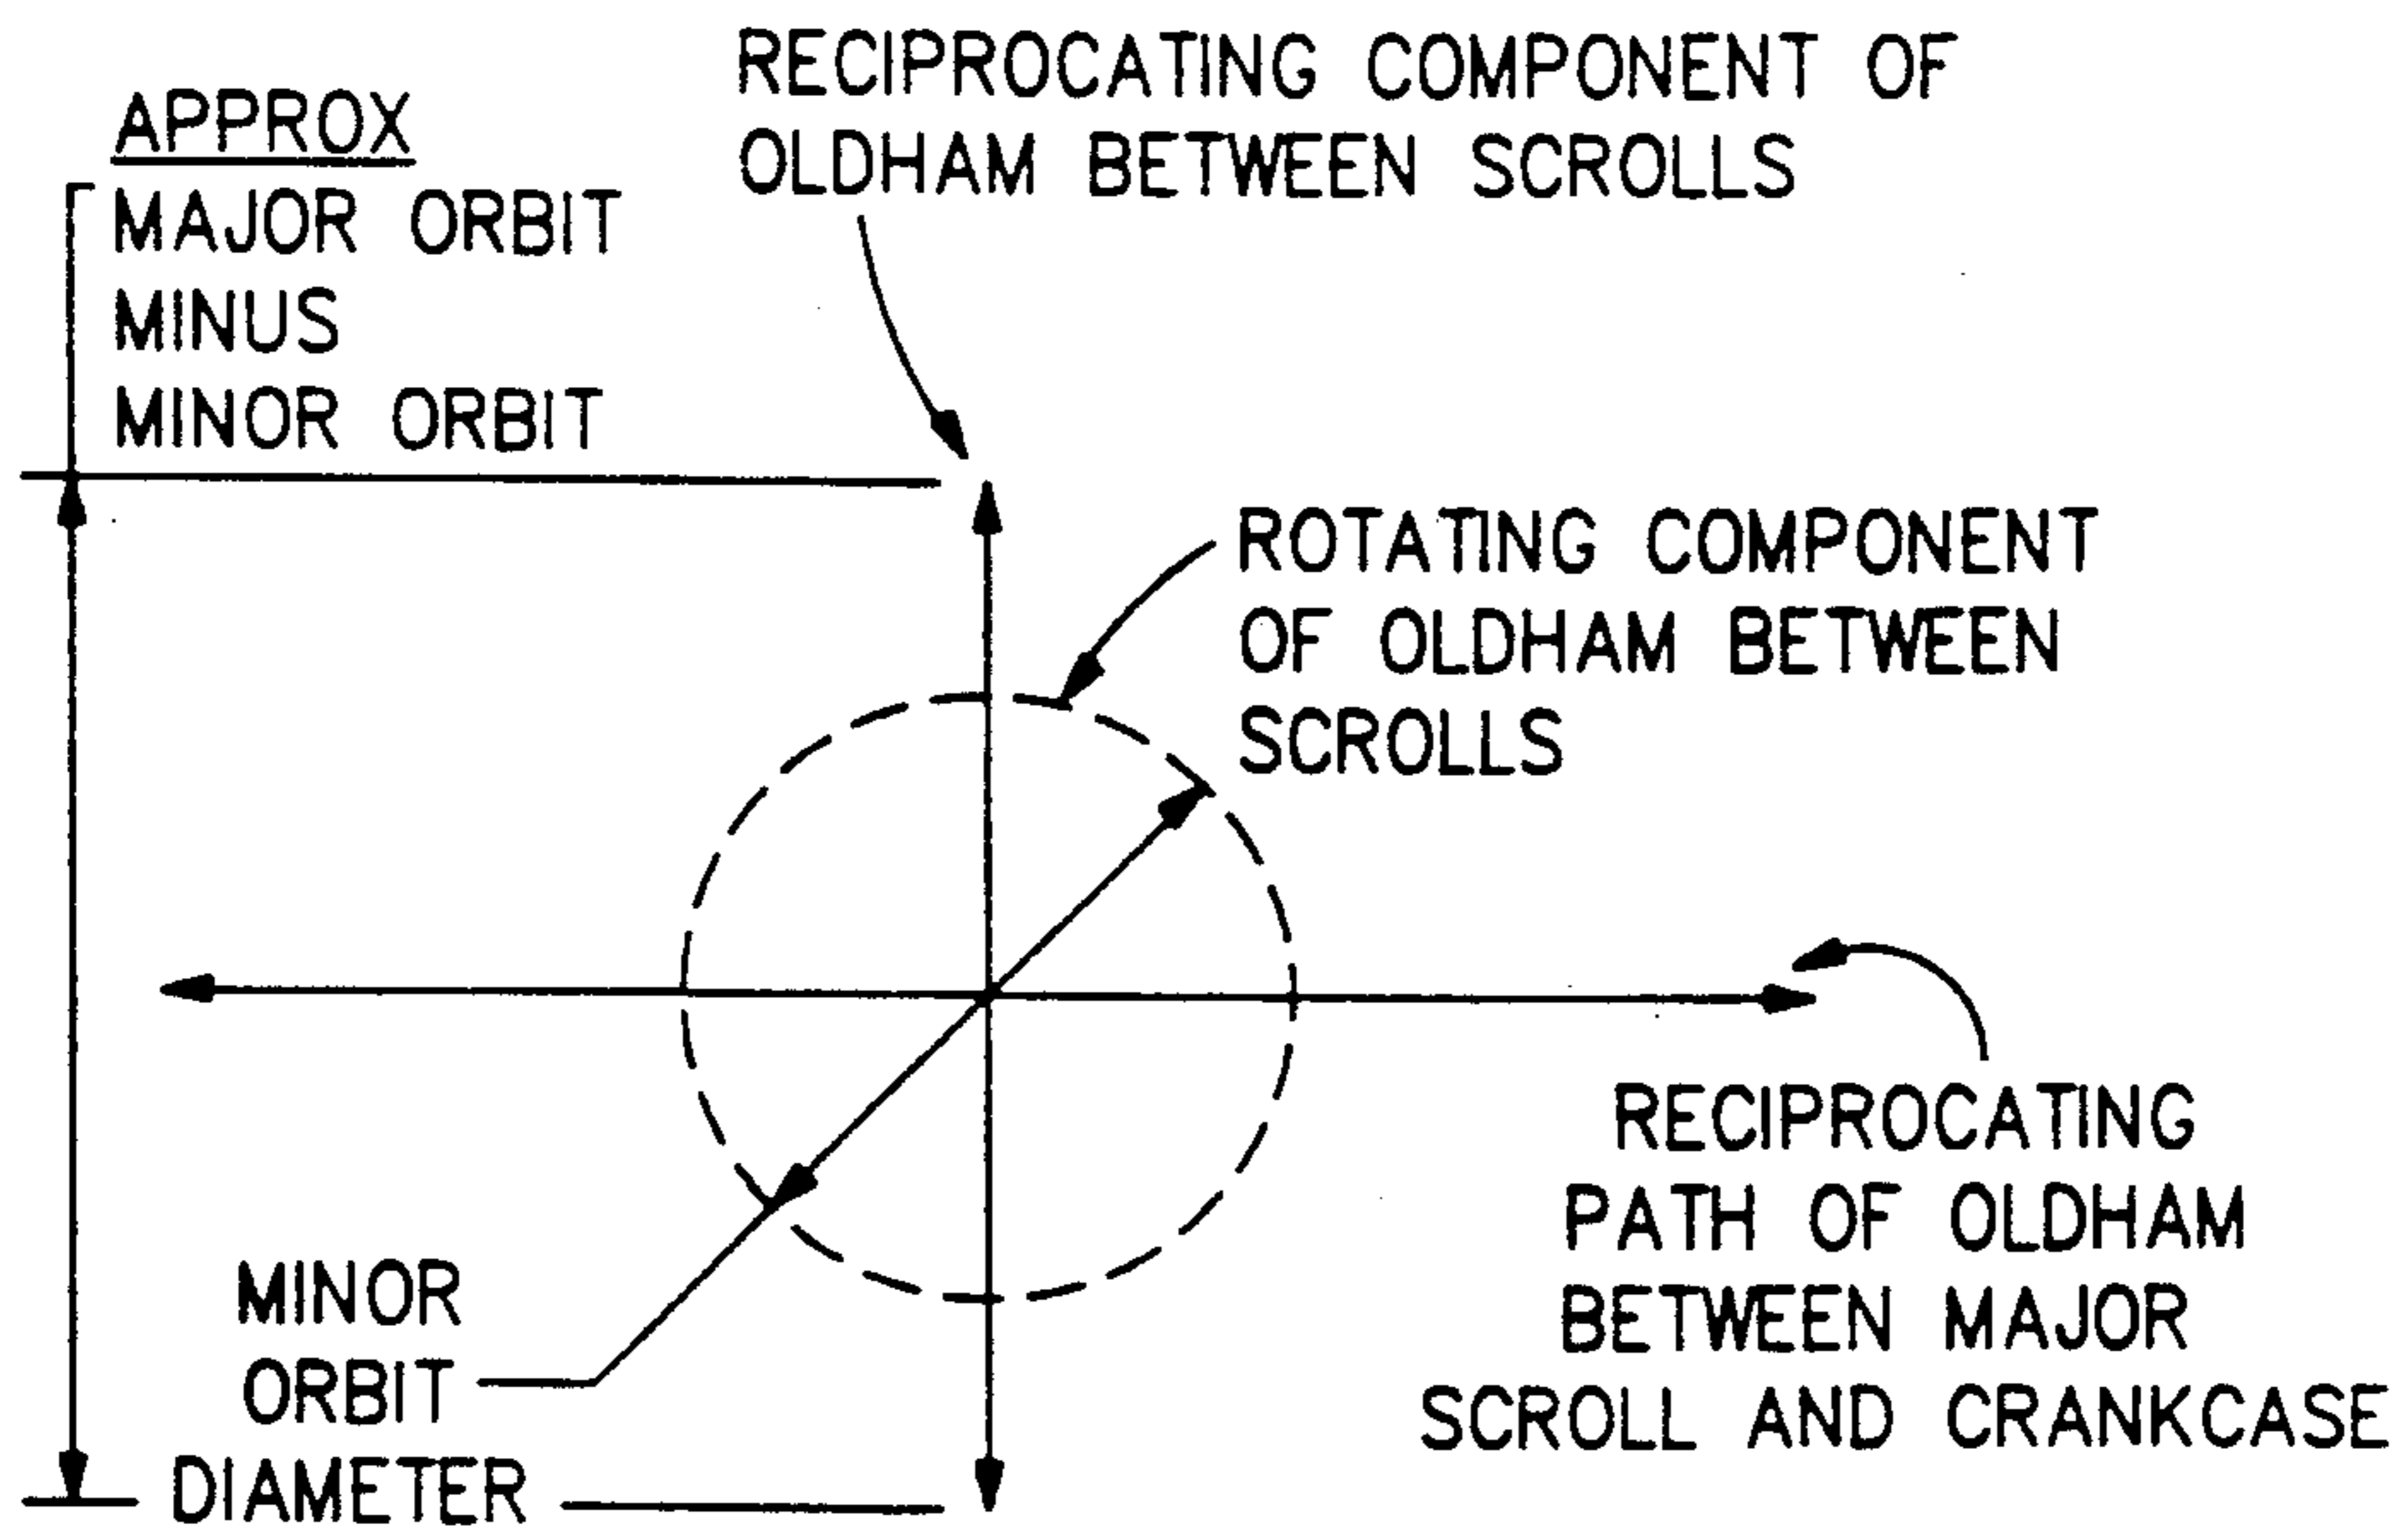 RECIPROCATING COMPONENT OF
OLDHAM BETWEEN SCROLLS
APPROX
MAJOR ORBIT
MINUS
MINOR ORBIT
ROTATING COMPONENT
OF OLDHAM BETWEEN
SCROLLS
RECIPROCATING
PATH OF OLDHAM
BETWEEN MAJOR
SCROLL AND CRANKCASE
MINOR
ORBIT
DIAMETER